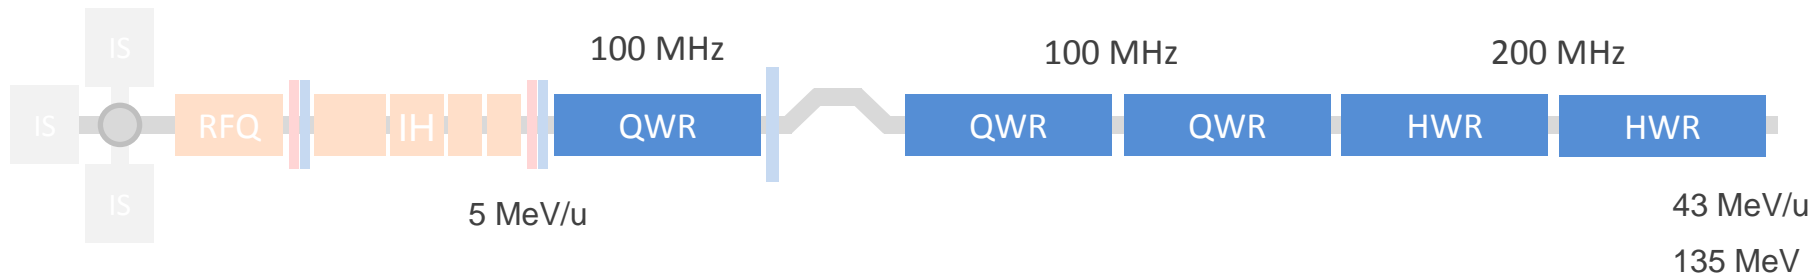 IS
100 MHz
100 MHz
200 MHz
IS
RFQ
IH
QWR
QWR
QWR
HWR
HWR
IS
5 MeV/u
43 MeV/u
135 MeV